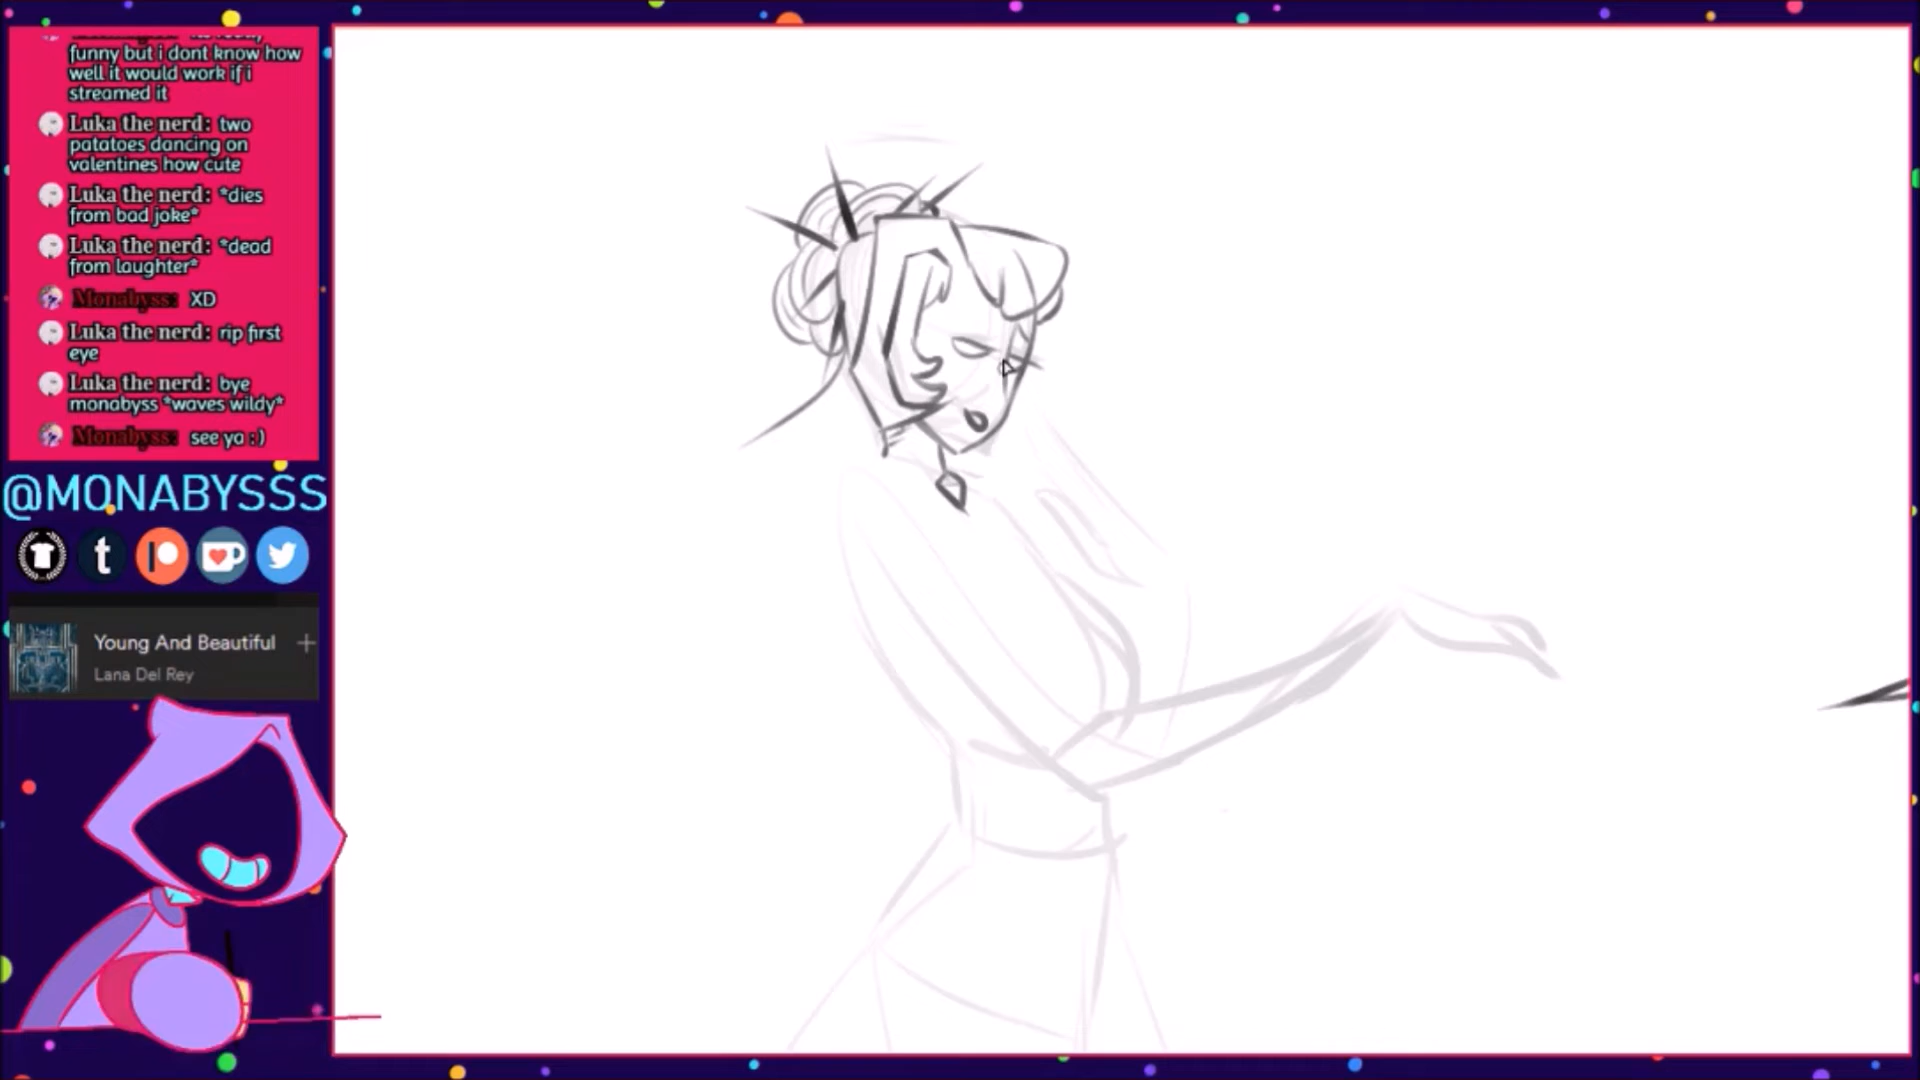 funny but i dont know how
well it would work if i
streamed it
Luka the nerd: two
patatoes dancing on
valentines how cute
Luka the nerd: *dies
from bad joke*
Luka the nerd: *dead
from laughter*
Monabyss: XD
Luka the nerd: rip first
eye
Luka the nerd: bye
monabyss *waves wildy*
Monabyss: see ya :)
@MONABYSSS
t
Young And Beautiful
Lana Del Rey